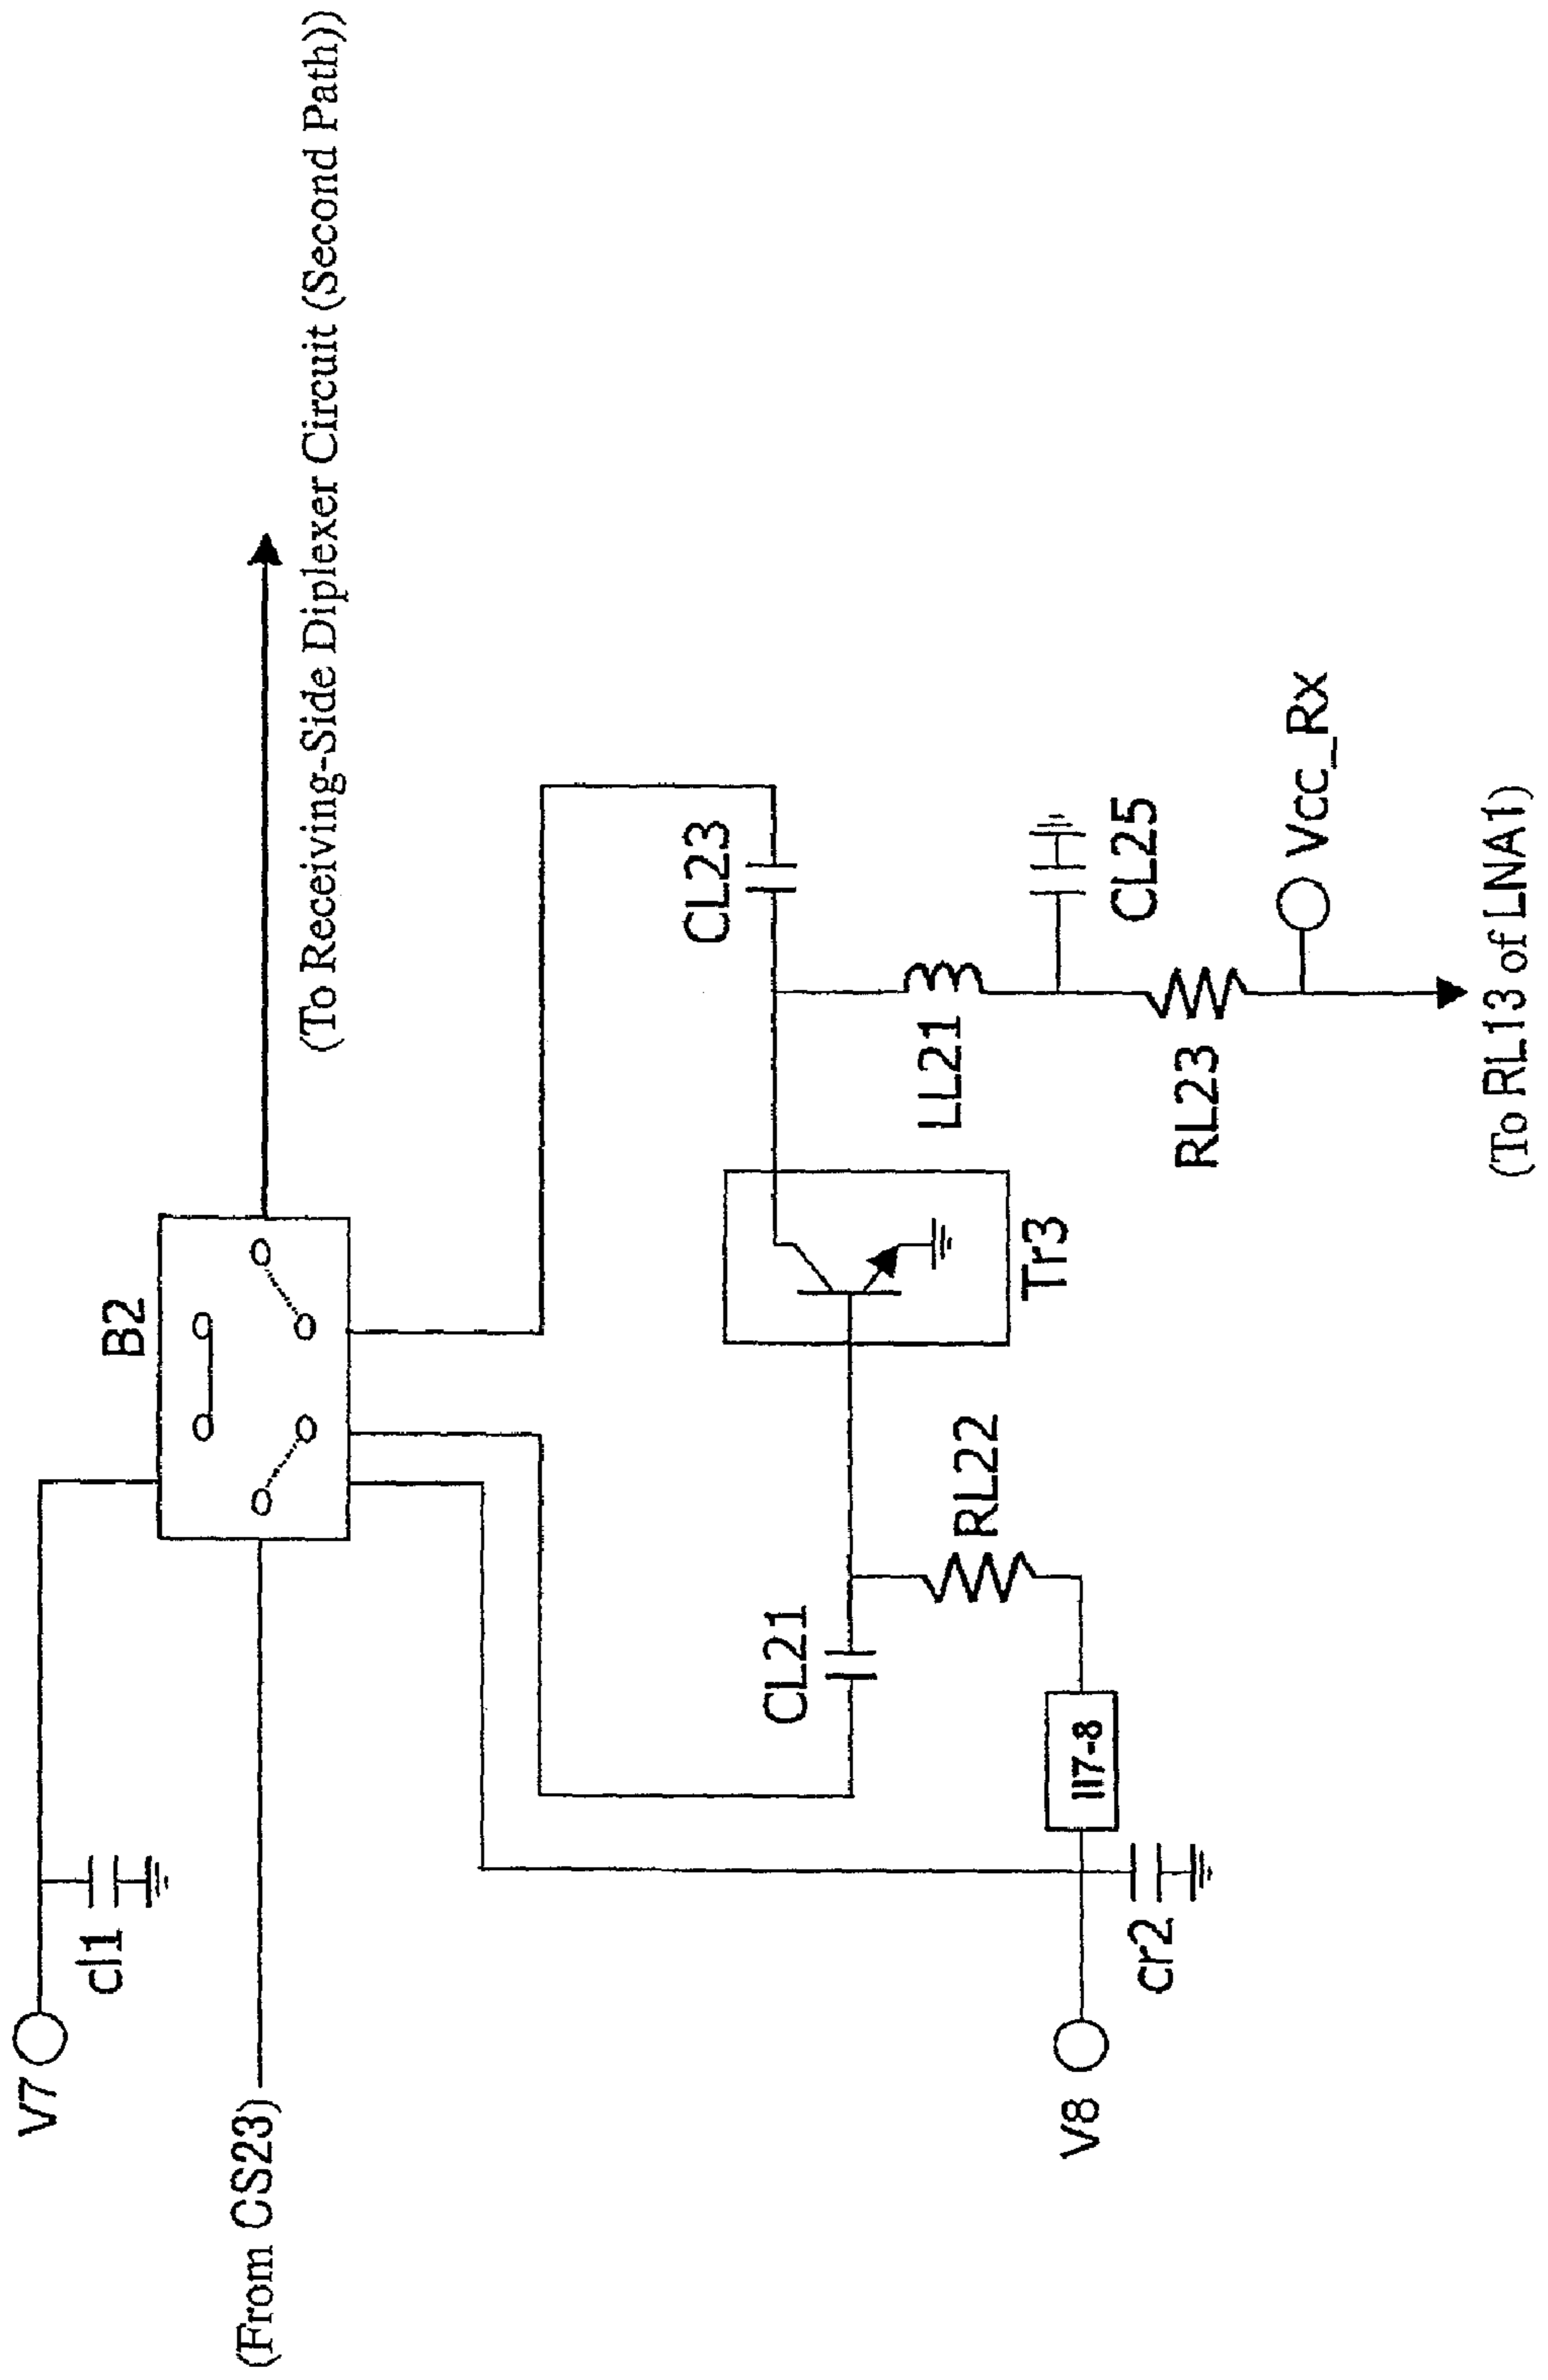 V7
cl1
B2
(From CS23)
(To Receiving-Side Diplexer Circuit (Second Path))
CL21
CL23
RL22
Tr3
LL21
CL25
V8
cr2
117-8
RL23
Vcc_Rx
(To RL13 of LNA1)